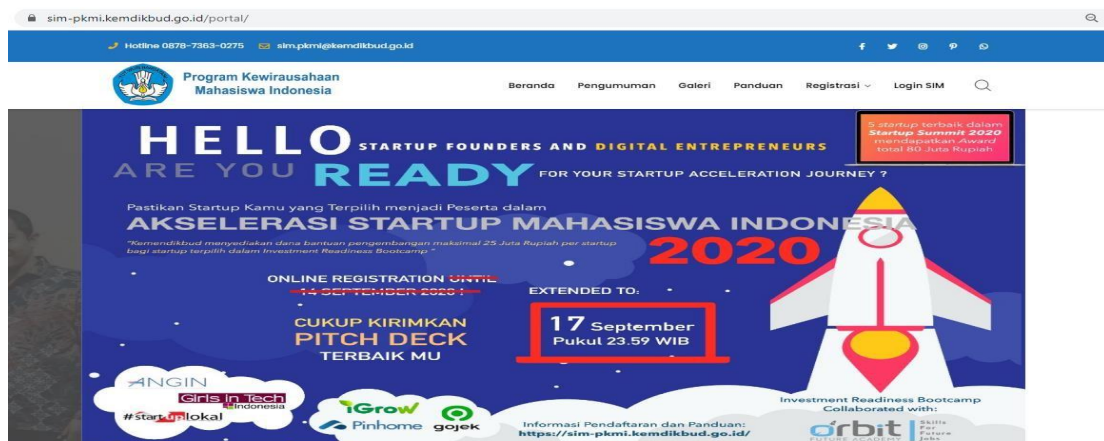 sim-pkmi.kemdikbud.go.id/portal/
Hotline 0878-7363-0275 sim.pkmi@kemdikbud.go.id
Program Kewirausahaan
Mahasiswa Indonesia
Beranda Pengumuman Galeri Panduan Registrasi Login SIM
5 startup terbaik dalam
Startup Summit 2020
mendapatkan Award
total 80 Juta Rupiah
HELLO STARTUP FOUNDERS AND DIGITAL ENTREPRENEURS
ARE YOU READY FOR YOUR STARTUP ACCELERATION JOURNEY ?
Pastikan Startup Kamu yang Terpilih menjadi Peserta dalam
AKSELERASI STARTUP MAHASISWA INDONESIA
2020
"Kemendikbud menyediakan dana bantuan pengembangan maksimal 25 Juta Rupiah per startup
bagi startup terpilih dalam Investment Readiness Bootcamp "
ONLINE REGISTRATION UNTIL
14 SEPTEMBER 2020 !
EXTENDED TO:
17 September
Pukul 23.59 WIB
CUKUP KIRIMKAN
PITCH DECK
TERBAIK MU
ANGIN
Girls In Tech
Indonesia
#startuplokal
iGrow
Pinhome gojek
Informasi Pendaftaran dan Panduan:
https://sim-pkmi.kemdikbud.go.id/
Investment Readiness Bootcamp
Collaborated with:
orbit
FUTURE ACADEMY
Skills
For
Future
Jobs